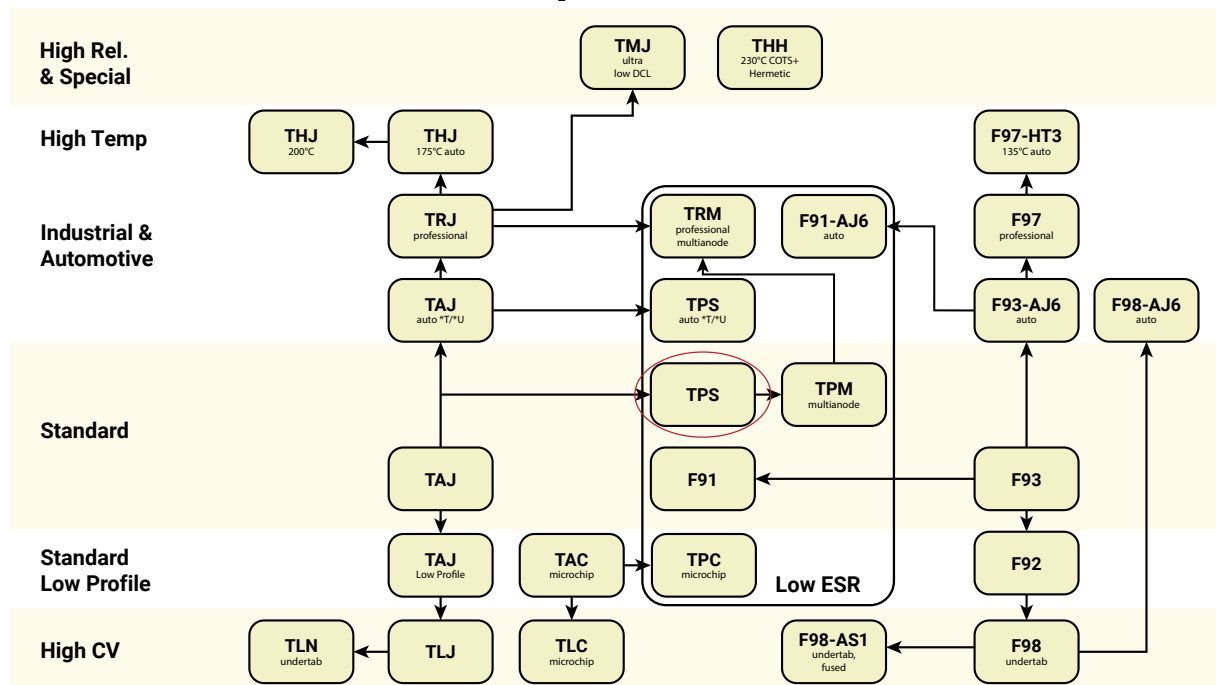 High Rel.
& Special
TMJ
ultra
low DCL
THH
230°C COTS+
Hermetic
High Temp
THJ
200°C
THJ
175°C auto
F97-HT3
135°C auto
Industrial &
Automotive
TRJ
professional
TRM
professional
multianode
F91-AJ6
auto
F97
professional
TAJ
auto *T/*U
TPS
auto *T/*U
F93-AJ6
auto
F98-AJ6
auto
Standard
TPS
TPM
multianode
TAJ
F91
F93
Standard
Low Profile
TAJ
Low Profile
TAC
microchip
TPC
microchip
Low ESR
F92
High CV
TLN
undertab
TLJ
TLC
microchip
F98-AS1
undertab,
fused
F98
undertab